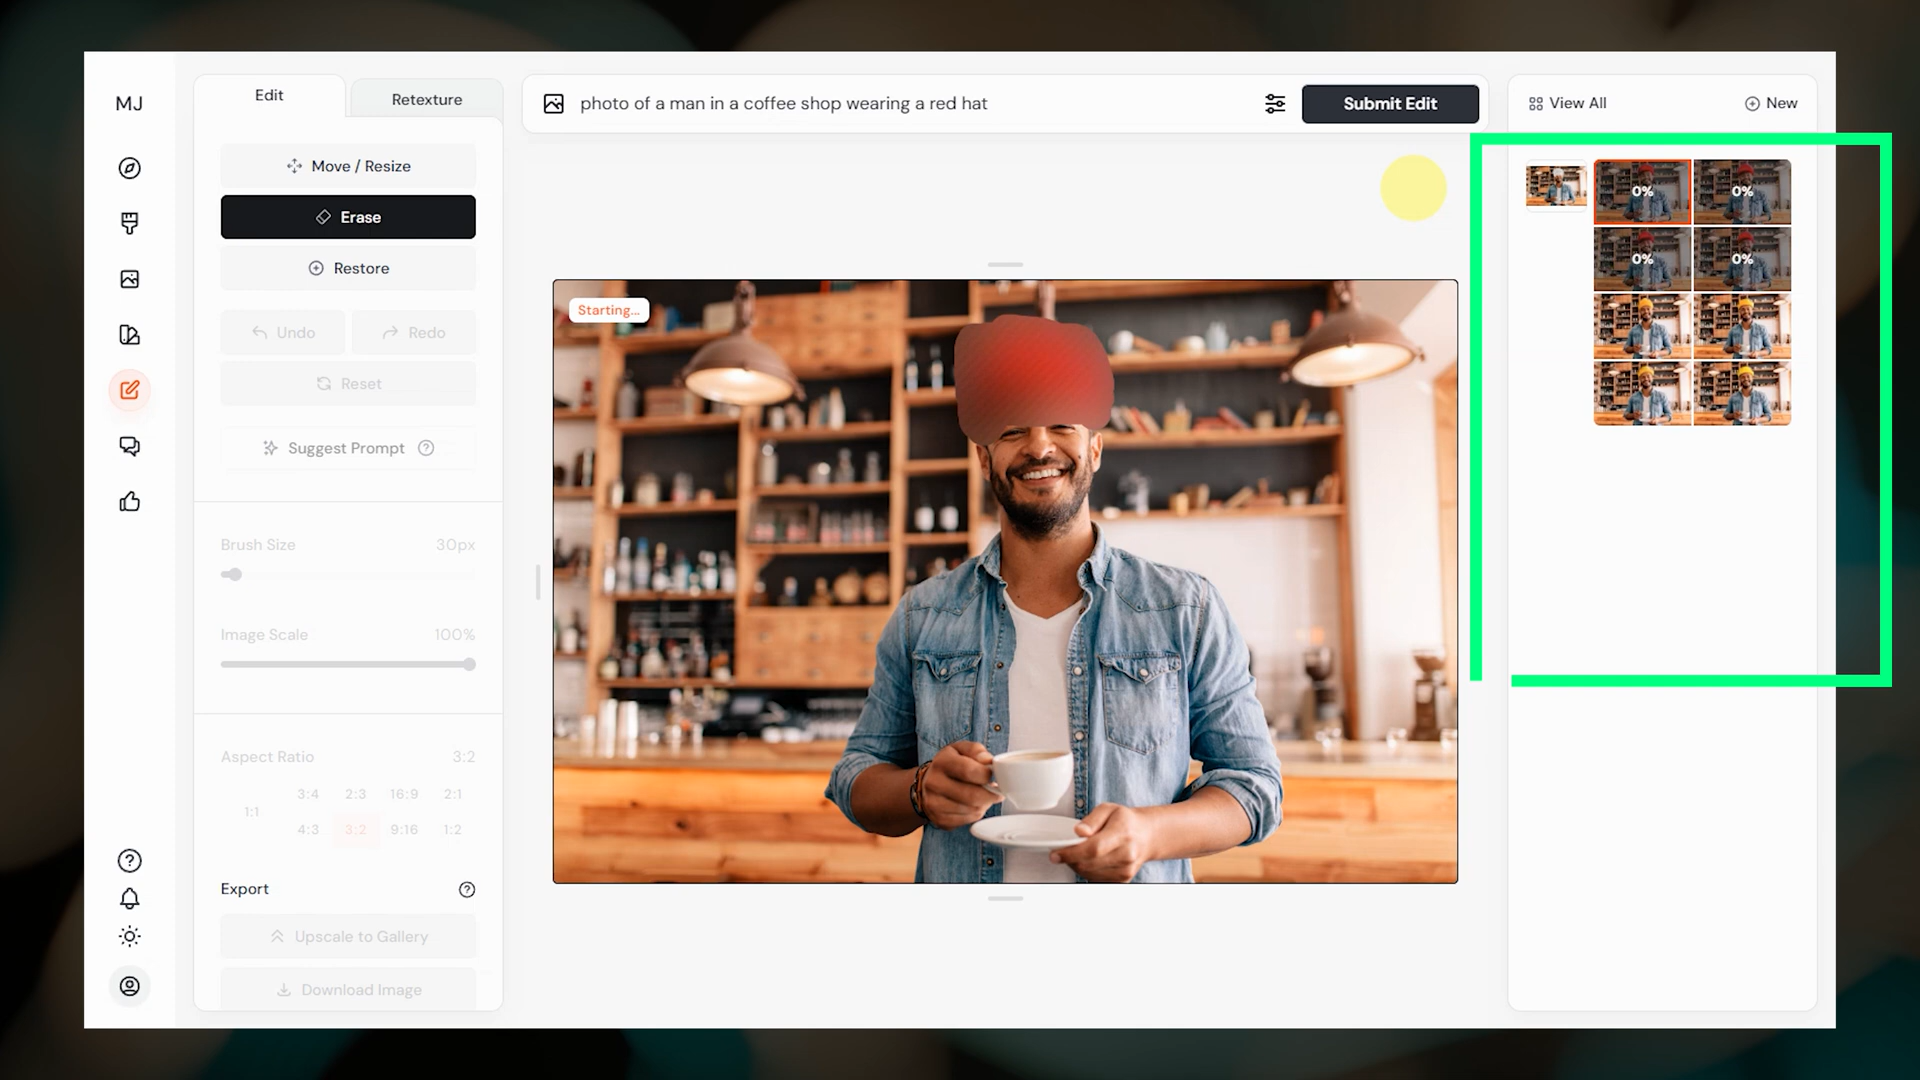 MJ
Edit
Retexture
photo of a man in a coffee shop wearing a red hat
Submit Edit
View All
New
Move / Resize
Erase
Restore
Undo
Redo
Reset
Suggest Prompt
Brush Size 30px
Image Scale 100%
Aspect Ratio 3:2
1:1
3:4 2:3 16:9 2:1
4:3 3:2 9:16 1:2
Export
Upscale to Gallery
Download Image
Starting...
0% 0%
0% 0%